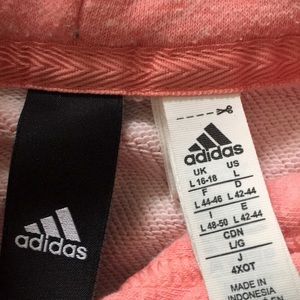 adidas
adidas
UK US
L 16-18 L
F D
L 44-46 L 42-44
I E
L 48-50 L 42-44
CDN
L/G
J
4XOT
MADE IN
INDONESIA